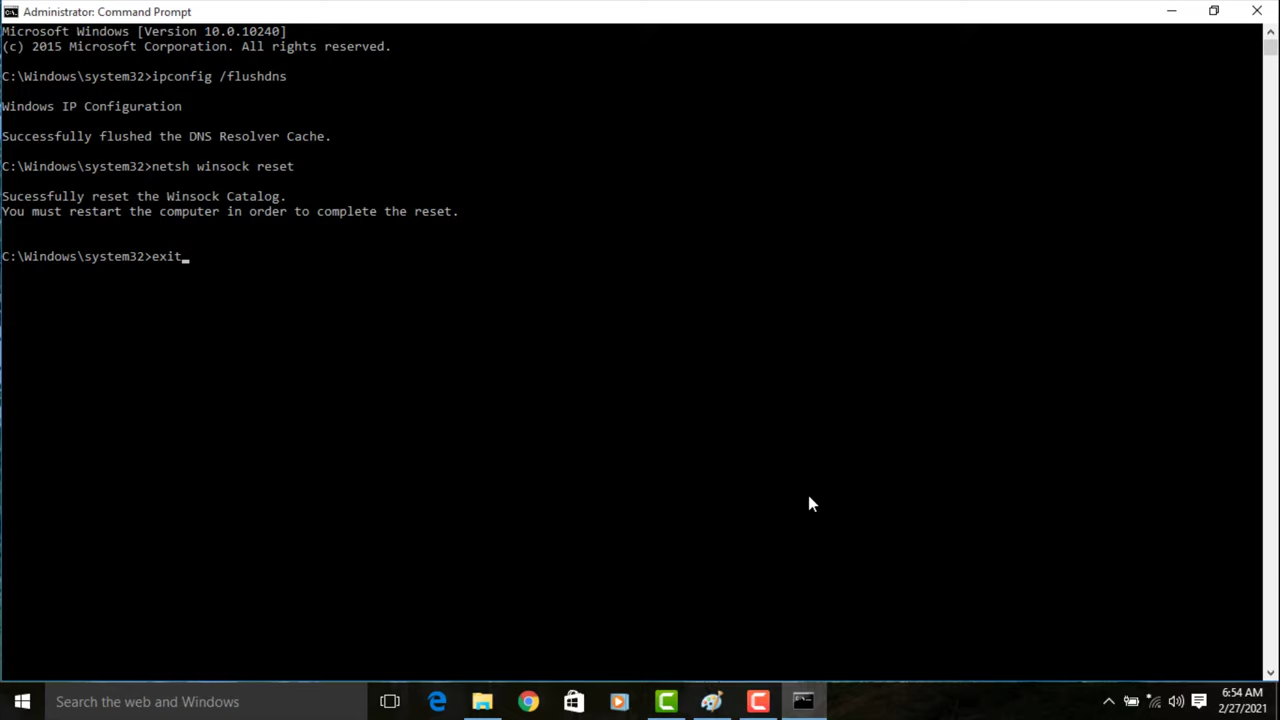 Administrator: Command Prompt
Microsoft Windows [Version 10.0.10240]
(c) 2015 Microsoft Corporation. All rights reserved.
C:\Windows\system32>ipconfig /flushdns
Windows IP Configuration
Successfully flushed the DNS Resolver Cache.
C:\Windows\system32>netsh winsock reset
Sucessfully reset the Winsock Catalog.
You must restart the computer in order to complete the reset.
C:\Windows\system32>exit
Search the web and Windows
6:54 AM
2/27/2021